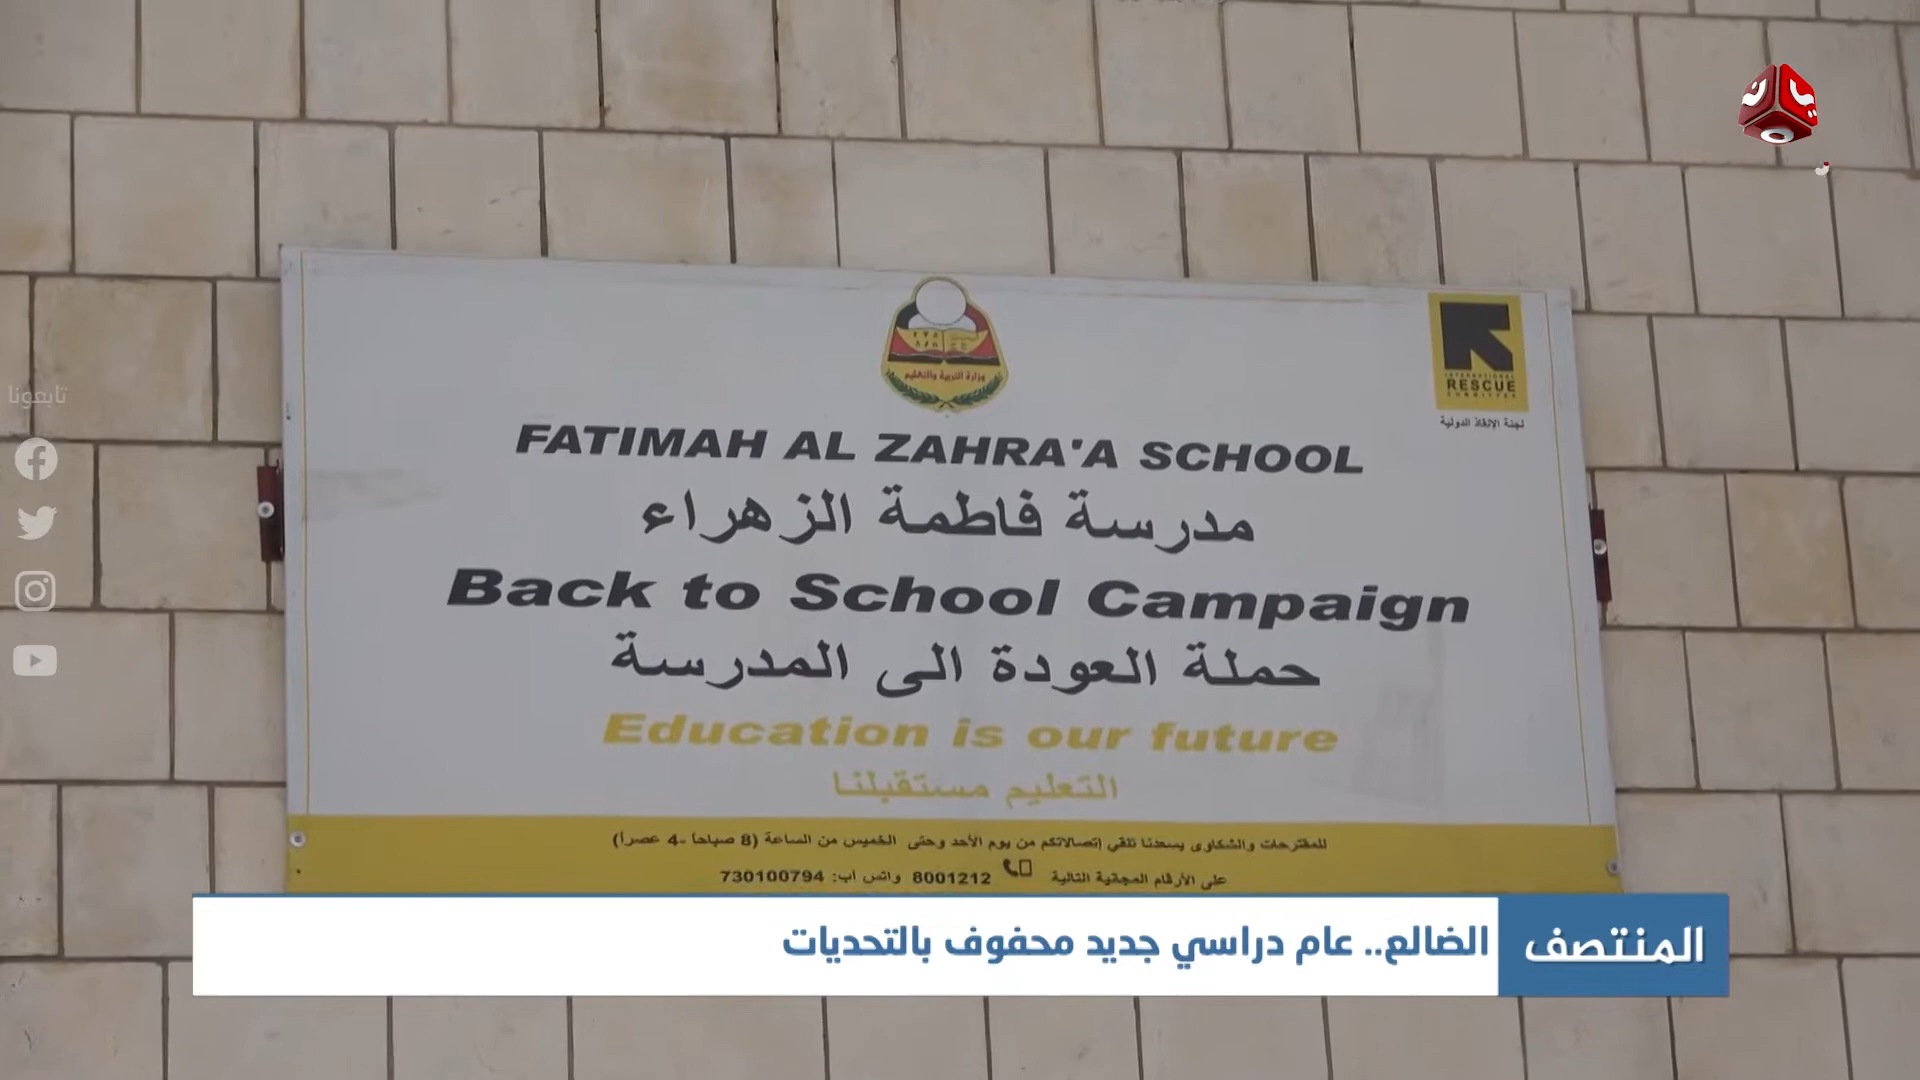 وزارة التربية والتعليم
INTERNATIONAL
RESCUE
COMMITTEE
لجنة الإنقاذ الدولية
FATIMAH AL ZAHRA'A SCHOOL
مدرسة فاطمة الزهراء
Back to School Campaign
حملة العودة الى المدرسة
Education is our future
التعليم مستقبلنا
للمقترحات والشكاوى يسعدنا تلقي إتصالاتكم من يوم الأحد وحتى الخميس من الساعة (8 صباحا -4 عصراً)
على الأرقام المجانية التالية 8001212 واتس اب: 730100794
تابعونا
المنتصف
الضالع.. عام دراسي جديد محفوف بالتحديات